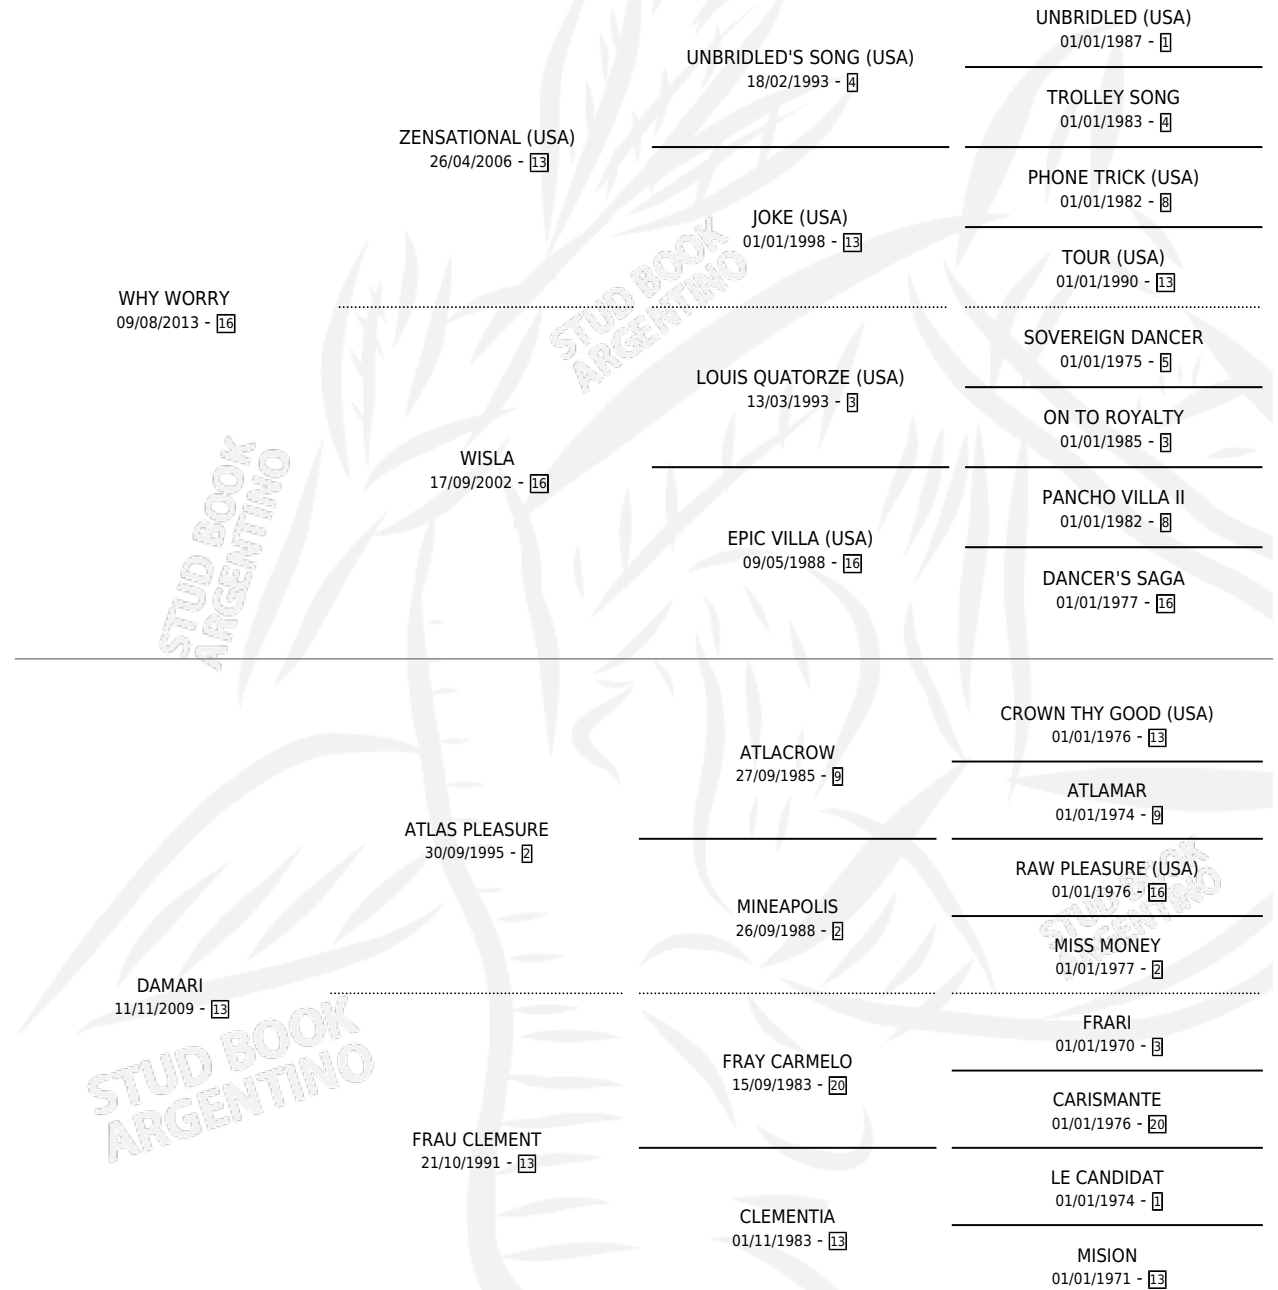 UNBRIDLED (USA)
01/01/1987 - 1
UNBRIDLED'S SONG (USA)
18/02/1993 - 4
TROLLEY SONG
01/01/1983 - 4
ZENSATIONAL (USA)
26/04/2006 - 13
PHONE TRICK (USA)
01/01/1982 - 8
JOKE (USA)
01/01/1998 - 13
TOUR (USA)
01/01/1990 - 13
WHY WORRY
09/08/2013 - 16
STUD BOOK
ARGENTINO
SOVEREIGN DANCER
01/01/1975 - 5
LOUIS QUATORZE (USA)
13/03/1993 - 3
ON TO ROYALTY
01/01/1985 - 3
WISLA
17/09/2002 - 16
PANCHO VILLA II
01/01/1982 - 8
EPIC VILLA (USA)
09/05/1988 - 16
DANCER'S SAGA
01/01/1977 - 16
STUD BOOK
ARGENTINO
CROWN THY GOOD (USA)
01/01/1976 - 13
ATLACROW
27/09/1985 - 9
ATLAMAR
01/01/1974 - 9
ATLAS PLEASURE
30/09/1995 - 2
RAW PLEASURE (USA)
01/01/1976 - 16
MINEAPOLIS
26/09/1988 - 2
STUD BOOK
ARGENTINO
MISS MONEY
01/01/1977 - 2
DAMARI
11/11/2009 - 13
FRARI
01/01/1970 - 3
FRAY CARMELO
15/09/1983 - 20
CARISMANTE
01/01/1976 - 20
STUD BOOK
ARGENTINO
FRAU CLEMENT
21/10/1991 - 13
LE CANDIDAT
01/01/1974 - 1
CLEMENTIA
01/11/1983 - 13
MISION
01/01/1971 - 13